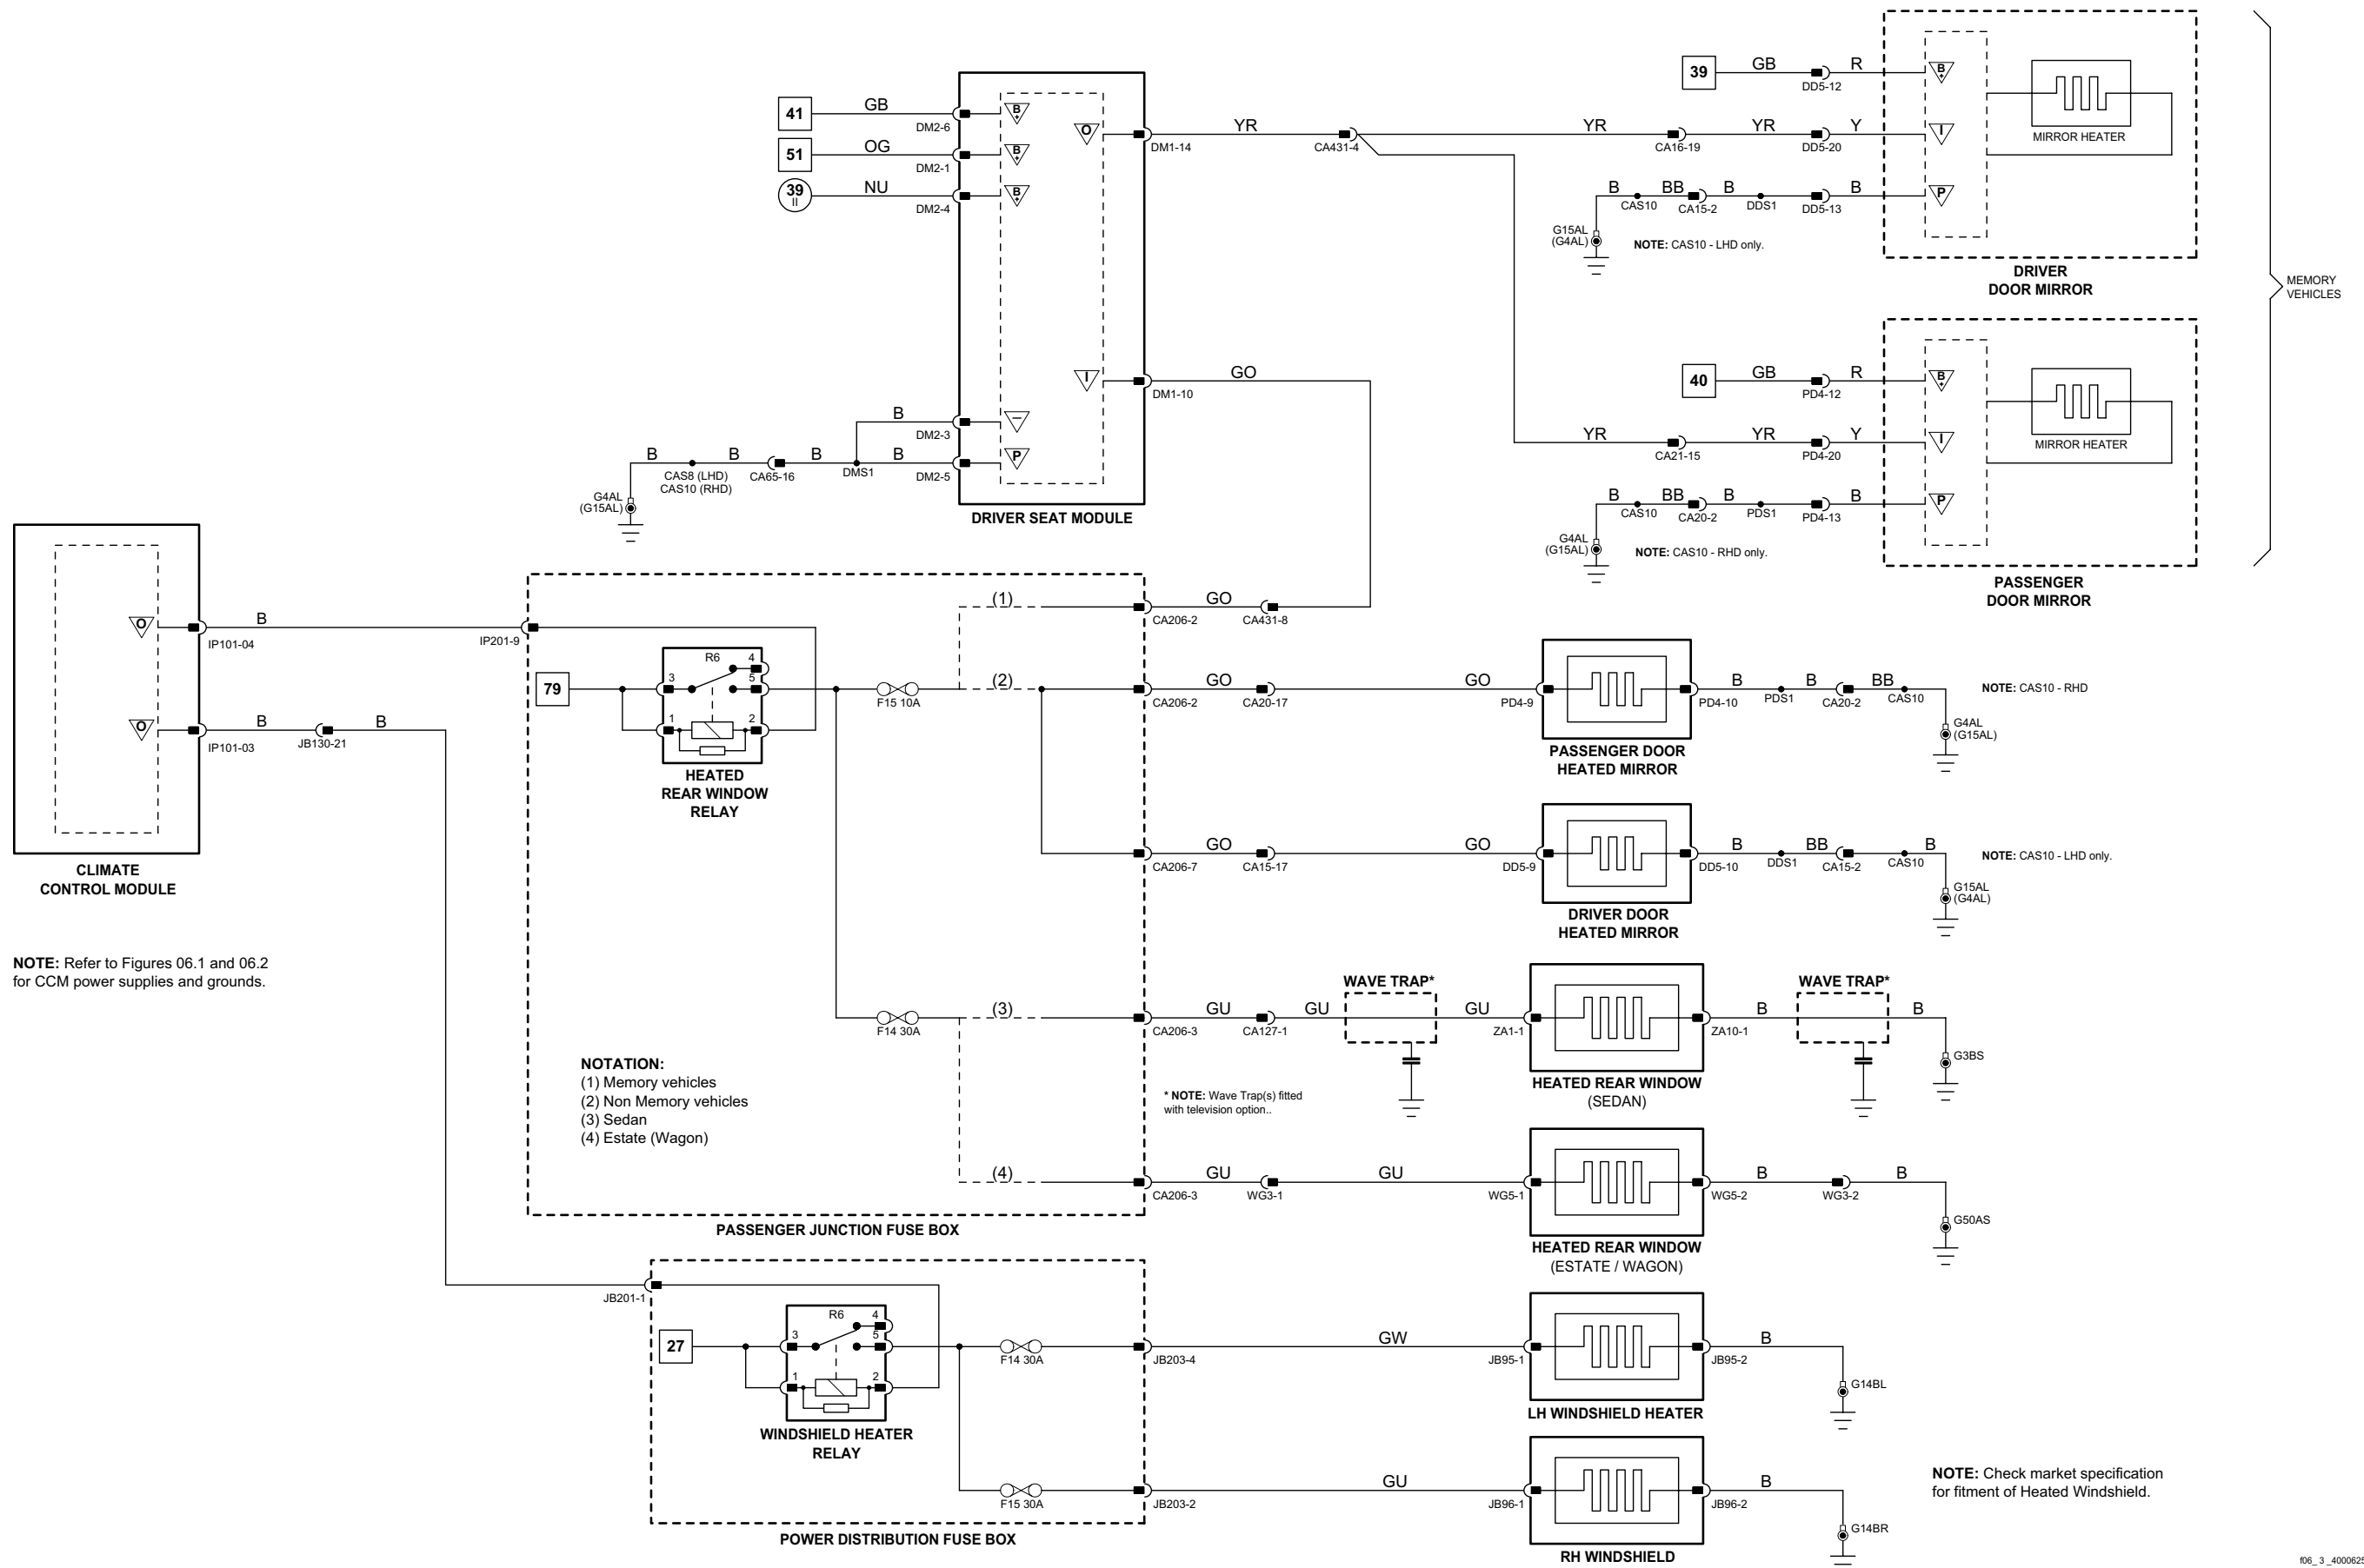 41
GB
DM2-6
51
OG
DM2-1
39
II
NU
DM2-4
B
+
B
+
B
+
O
DM1-14
YR
CA431-4
YR
CA16-19
YR
DD5-20
Y
I
39
GB
DD5-12
R
B
+
MIRROR HEATER
B
CAS10
BB
CA15-2
B
DDS1
DD5-13
B
P
G15AL
(G4AL)
NOTE: CAS10 - LHD only.
DRIVER
DOOR MIRROR
MEMORY
VEHICLES
I
DM1-10
GO
B
DM2-3
–
B
CAS8 (LHD)
CAS10 (RHD)
B
CA65-16
B
DMS1
B
DM2-5
P
G4AL
(G15AL)
DRIVER SEAT MODULE
40
GB
PD4-12
R
B
+
MIRROR HEATER
YR
CA21-15
YR
PD4-20
Y
I
B
CAS10
BB
CA20-2
B
PDS1
PD4-13
B
P
G4AL
(G15AL)
NOTE: CAS10 - RHD only.
PASSENGER
DOOR MIRROR
O
IP101-04
B
IP201-9
O
IP101-03
B
JB130-21
B
CLIMATE
CONTROL MODULE
NOTE: Refer to Figures 06.1 and 06.2
for CCM power supplies and grounds.
79
R6
4
3
5
1
2
HEATED
REAR WINDOW
RELAY
F15 10A
(1)
CA206-2
GO
CA431-8
(2)
CA206-2
GO
CA20-17
GO
PD4-9
PD4-10
B
PDS1
B
CA20-2
BB
CAS10
G4AL
(G15AL)
NOTE: CAS10 - RHD
PASSENGER DOOR
HEATED MIRROR
CA206-7
GO
CA15-17
GO
DD5-9
DD5-10
B
DDS1
BB
CA15-2
CAS10
B
G15AL
(G4AL)
NOTE: CAS10 - LHD only.
DRIVER DOOR
HEATED MIRROR
F14 30A
(3)
CA206-3
GU
CA127-1
GU
WAVE TRAP*
GU
ZA1-1
ZA10-1
B
WAVE TRAP*
B
G3BS
* NOTE: Wave Trap(s) fitted
with television option..
HEATED REAR WINDOW
(SEDAN)
NOTATION:
(1) Memory vehicles
(2) Non Memory vehicles
(3) Sedan
(4) Estate (Wagon)
(4)
CA206-3
GU
WG3-1
GU
WG5-1
WG5-2
B
WG3-2
B
G50AS
HEATED REAR WINDOW
(ESTATE / WAGON)
PASSENGER JUNCTION FUSE BOX
JB201-1
27
R6
4
3
5
1
2
WINDSHIELD HEATER
RELAY
F14 30A
JB203-4
GW
JB95-1
JB95-2
B
G14BL
LH WINDSHIELD HEATER
F15 30A
JB203-2
GU
JB96-1
JB96-2
B
G14BR
RH WINDSHIELD
POWER DISTRIBUTION FUSE BOX
NOTE: Check market specification
for fitment of Heated Windshield.